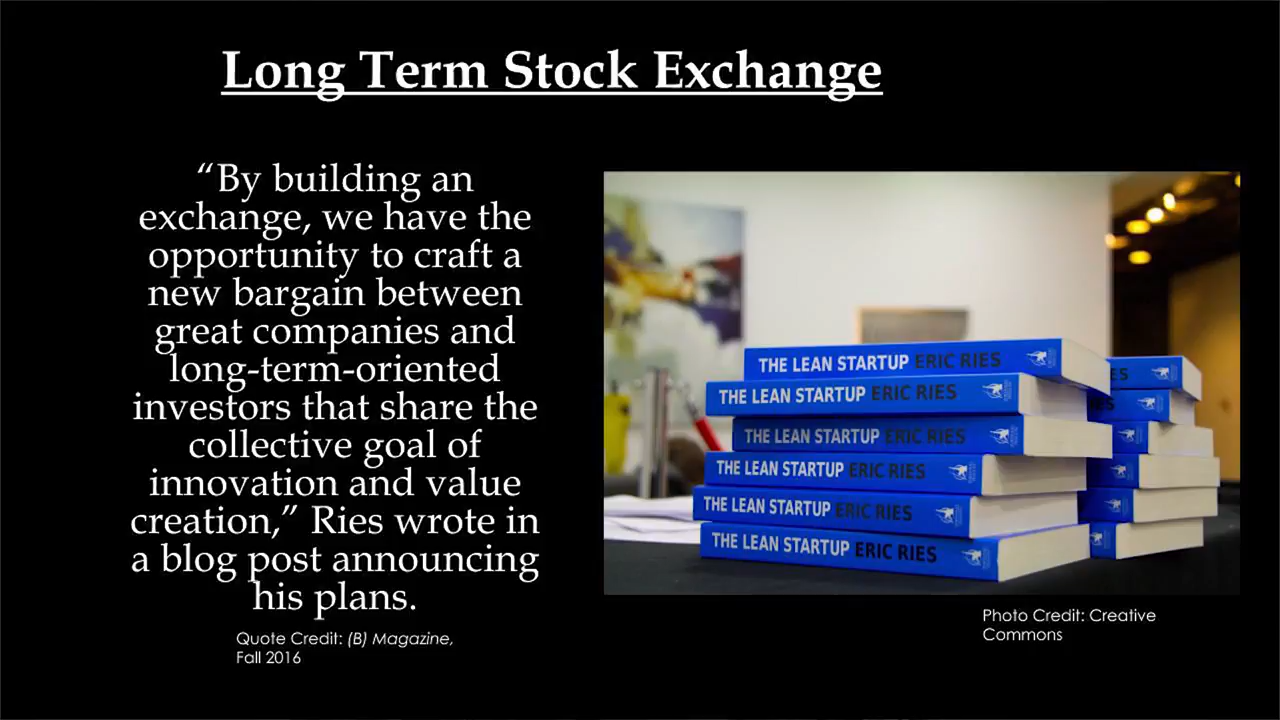 Long Term Stock Exchange
“By building an
exchange, we have the
opportunity to craft a
new bargain between
great companies and
long-term-oriented
investors that share the
collective goal of
innovation and value
creation,” Ries wrote in
a blog post announcing
his plans.
Quote Credit: (B) Magazine,
Fall 2016
THE LEAN STARTUP ERIC RIES
THE LEAN STARTUP ERIC RIES
THE LEAN STARTUP ERIC RIES
THE LEAN STARTUP ERIC RIES
THE LEAN STARTUP ERIC RIES
THE LEAN STARTUP ERIC RIES
Photo Credit: Creative
Commons